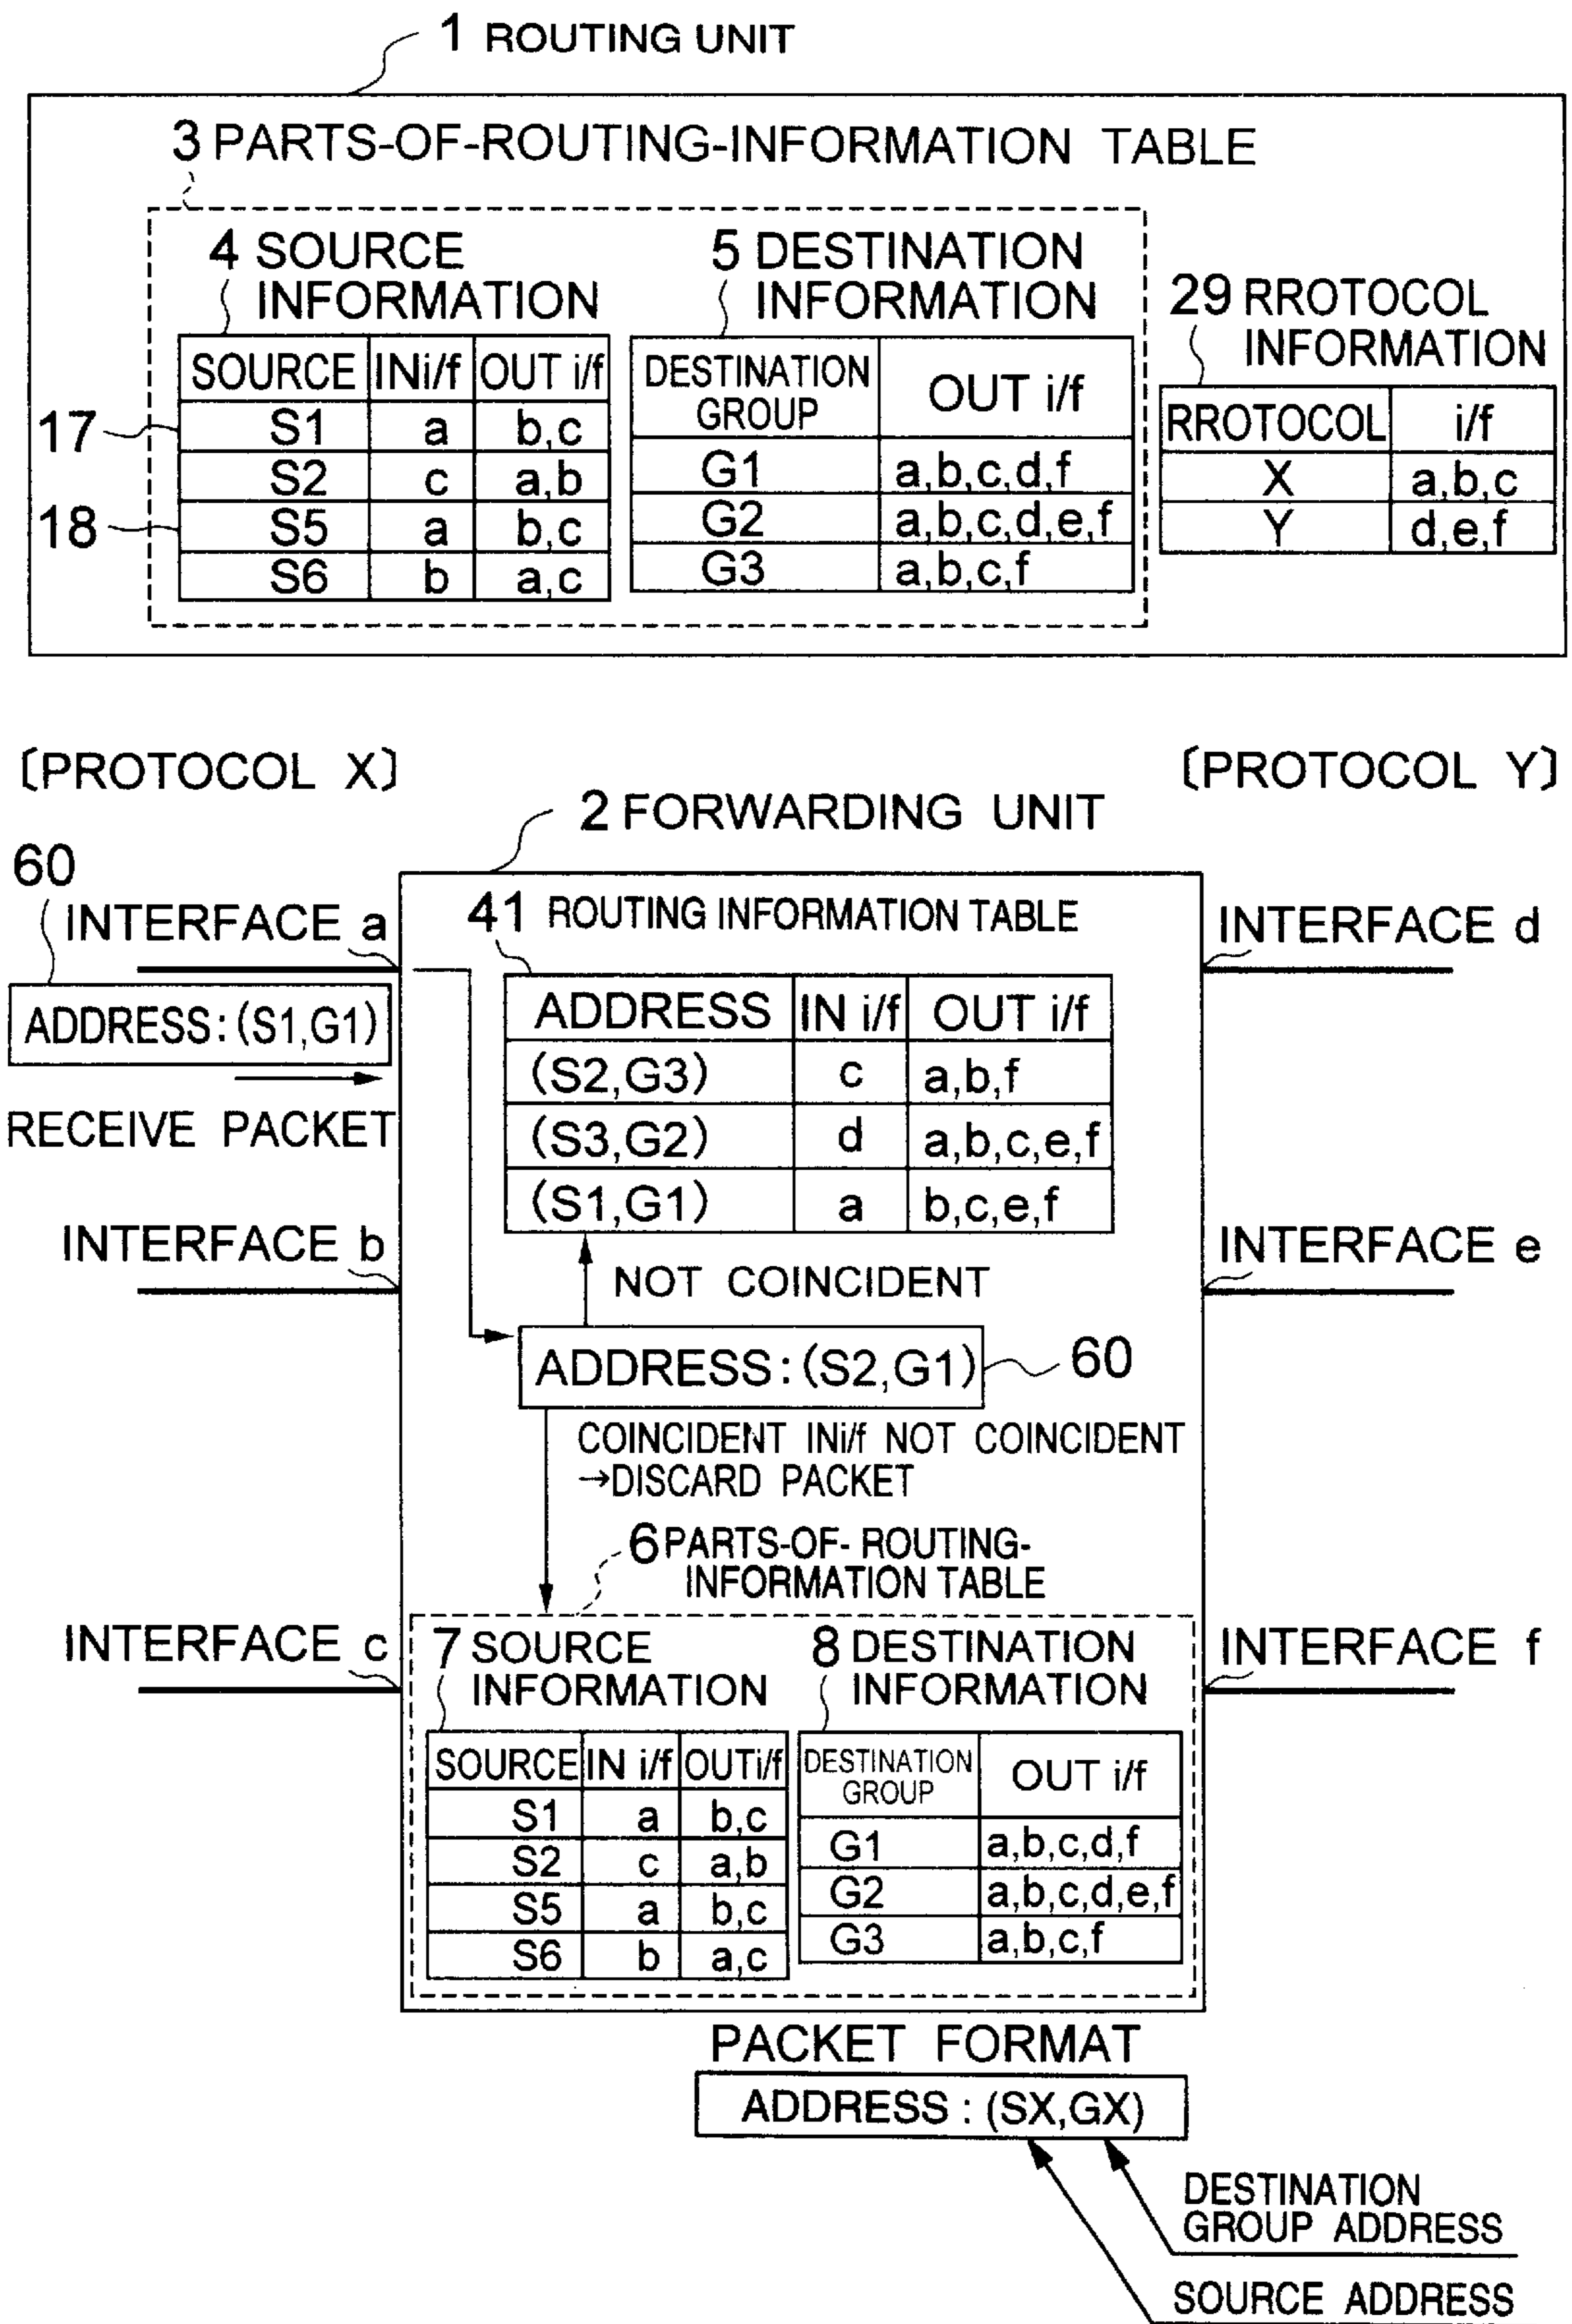 1 ROUTING UNIT
3 PARTS-OF-ROUTING-INFORMATION TABLE
4 SOURCE INFORMATION
SOURCE INi/f OUT i/f
17 S1 a b,c
S2 c a,b
18 S5 a b,c
S6 b a,c
5 DESTINATION INFORMATION
DESTINATION GROUP OUT i/f
G1 a,b,c,d,f
G2 a,b,c,d,e,f
G3 a,b,c,f
29 RROTOCOL INFORMATION
RROTOCOL i/f
X a,b,c
Y d,e,f
〔PROTOCOL X〕
〔PROTOCOL Y〕
2 FORWARDING UNIT
60
INTERFACE a
ADDRESS:(S1,G1)
RECEIVE PACKET
INTERFACE b
INTERFACE c
41 ROUTING INFORMATION TABLE
ADDRESS IN i/f OUT i/f
(S2,G3) c a,b,f
(S3,G2) d a,b,c,e,f
(S1,G1) a b,c,e,f
NOT COINCIDENT
ADDRESS:(S2,G1) 60
COINCIDENT INi/f NOT COINCIDENT
→DISCARD PACKET
6 PARTS-OF- ROUTING-
INFORMATION TABLE
7 SOURCE
INFORMATION
SOURCE IN i/f OUTi/f
S1 a b,c
S2 c a,b
S5 a b,c
S6 b a,c
8 DESTINATION
INFORMATION
DESTINATION GROUP OUT i/f
G1 a,b,c,d,f
G2 a,b,c,d,e,f
G3 a,b,c,f
INTERFACE d
INTERFACE e
INTERFACE f
PACKET FORMAT
ADDRESS : (SX,GX)
DESTINATION
GROUP ADDRESS
SOURCE ADDRESS